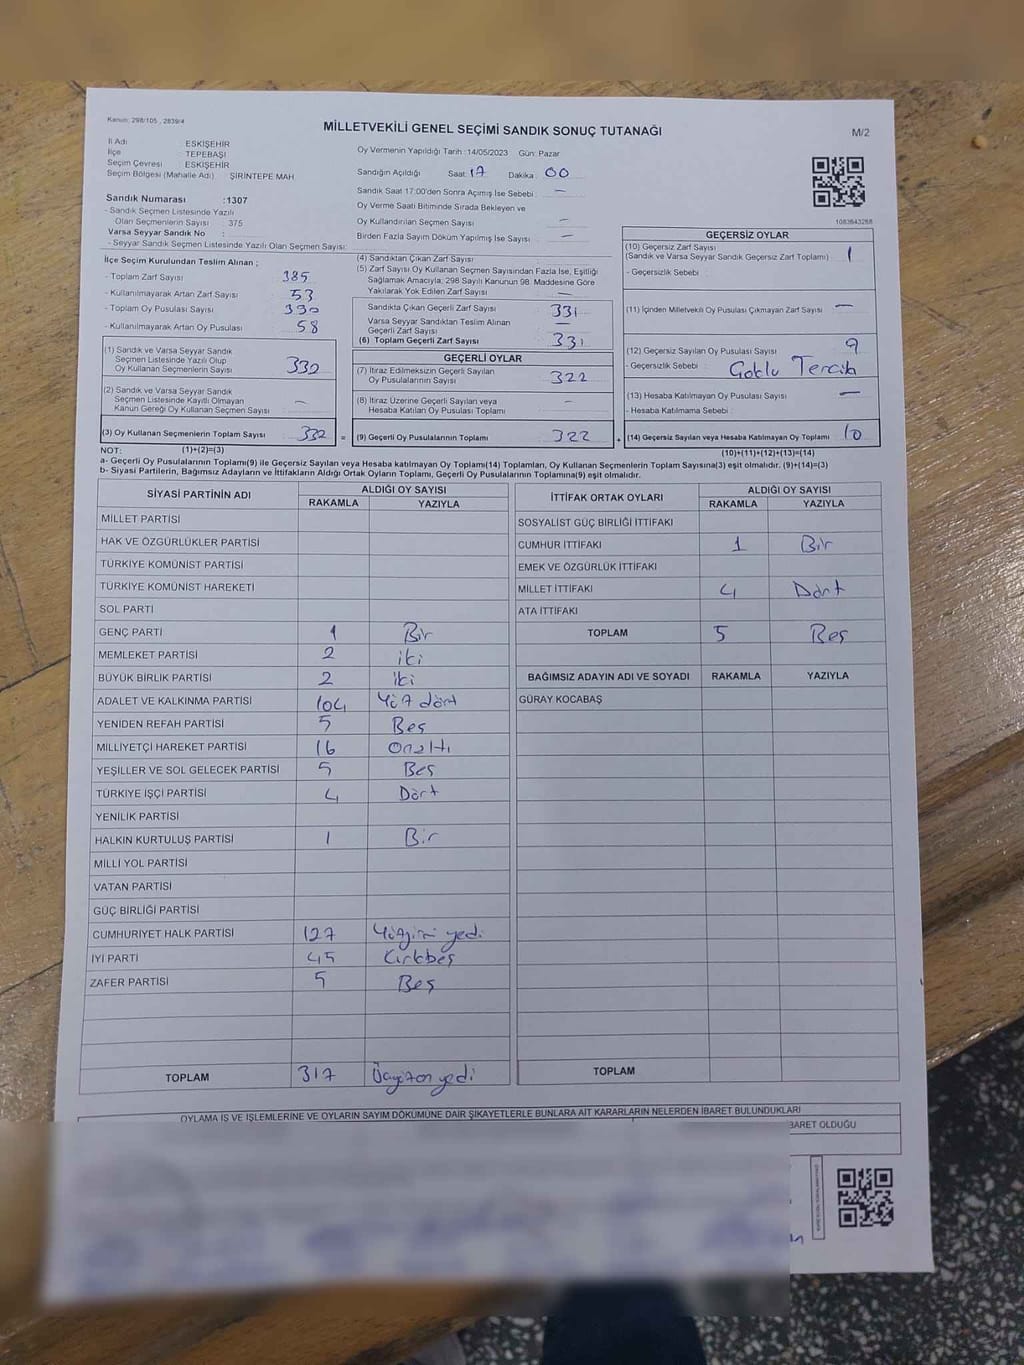 Kanun: 298/105 , 2839/4
MİLLETVEKİLİ GENEL SEÇİMİ SANDIK SONUÇ TUTANAĞI
M/2
İl Adı ESKİŞEHİR
İlçe TEPEBAŞI
Seçim Çevresi ESKİŞEHİR
Seçim Bölgesi (Mahalle Adı) ŞİRİNTEPE MAH
Sandık Numarası :1307
- Sandık Seçmen Listesinde Yazılı
Olan Seçmenlerin Sayısı : 375
Varsa Seyyar Sandık No :
- Seyyar Sandık Seçmen Listesinde Yazılı Olan Seçmen Sayısı:
Oy Vermenin Yapıldığı Tarih :14/05/2023 Gün: Pazar
Sandığın Açıldığı Saat: 17 Dakika : 00
Sandık Saat 17:00'den Sonra Açımış İse Sebebi : —
Oy Verme Saati Bitiminde Sırada Bekleyen ve
Oy Kullandırılan Seçmen Sayısı —
Birden Fazla Sayım Döküm Yapılmış İse Sayısı : —
1083643268
İlçe Seçim Kurulundan Teslim Alınan ;
- Toplam Zarf Sayısı : 385
- Kullanılmayarak Artan Zarf Sayısı : 53
- Toplam Oy Pusulası Sayısı : 390
- Kullanılmayarak Artan Oy Pusulası : 58
(1) Sandık ve Varsa Seyyar Sandık
Seçmen Listesinde Yazılı Olup
Oy Kullanan Seçmenlerin Sayısı : 332
(2) Sandık ve Varsa Seyyar Sandık
Seçmen Listesinde Kayıtlı Olmayan
Kanun Gereği Oy Kullanan Seçmen Sayısı —
(3) Oy Kullanan Seçmenlerin Toplam Sayısı 332 =
(1)+(2)=(3)
(4) Sandıktan Çıkan Zarf Sayısı :
(5) Zarf Sayısı Oy Kullanan Seçmen Sayısından Fazla İse, Eşitliği
Sağlamak Amacıyla; 298 Sayılı Kanunun 98. Maddesine Göre
Yakılarak Yok Edilen Zarf Sayısı —
Sandıkta Çıkan Geçerli Zarf Sayısı : 331
Varsa Seyyar Sandıktan Teslim Alınan
Geçerli Zarf Sayısı —
(6) Toplam Geçerli Zarf Sayısı : 331
GEÇERLİ OYLAR
(7) İtiraz Edilmeksizin Geçerli Sayılan
Oy Pusulalarının Sayısı : 322
(8) İtiraz Üzerine Geçerli Sayılan veya
Hesaba Katılan Oy Pusulası Toplamı —
(9) Geçerli Oy Pusulalarının Toplamı 322 +
GEÇERSİZ OYLAR
(10) Geçersiz Zarf Sayısı
(Sandık ve Varsa Seyyar Sandık Geçersiz Zarf Toplamı) : 1
- Geçersizlik Sebebi :
(11) İçinden Milletvekili Oy Pusulası Çıkmayan Zarf Sayısı : —
(12) Geçersiz Sayılan Oy Pusulası Sayısı : 9
- Geçersizlik Sebebi :
(13) Hesaba Katılmayan Oy Pusulası Sayısı : —
- Hesaba Katılmama Sebebi :
(14) Geçersiz Sayılan veya Hesaba Katılmayan Oy Toplamı 10
(10)+(11)+(12)+(13)=(14)
NOT:
a- Geçerli Oy Pusulalarının Toplamı(9) ile Geçersiz Sayılan veya Hesaba katılmayan Oy Toplamı(14) Toplamları, Oy Kullanan Seçmenlerin Toplam Sayısına(3) eşit olmalıdır. (9)+(14)=(3)
b- Siyasi Partilerin, Bağımsız Adayların ve İttifakların Aldığı Ortak Oyların Toplamı, Geçerli Oy Pusulalarının Toplamına(9) eşit olmalıdır.
SİYASİ PARTİNİN ADI ALDIĞI OY SAYISI
RAKAMLA YAZIYLA
MİLLET PARTİSİ
HAK VE ÖZGÜRLÜKLER PARTİSİ
TÜRKİYE KOMÜNİST PARTİSİ
TÜRKİYE KOMÜNİST HAREKETİ
SOL PARTİ
GENÇ PARTİ 1 Bir
MEMLEKET PARTİSİ 2 iki
BÜYÜK BİRLİK PARTİSİ 2 iki
ADALET VE KALKINMA PARTİSİ 104 Yüz dört
YENİDEN REFAH PARTİSİ 5 Beş
MİLLİYETÇİ HAREKET PARTİSİ 16 Onaltı
YEŞİLLER VE SOL GELECEK PARTİSİ 5 Beş
TÜRKİYE İŞÇİ PARTİSİ 4 Dört
YENİLİK PARTİSİ
HALKIN KURTULUŞ PARTİSİ 1 Bir
MİLLİ YOL PARTİSİ
VATAN PARTİSİ
GÜÇ BİRLİĞİ PARTİSİ
CUMHURİYET HALK PARTİSİ 127 Yüzyirmi yedi
İYİ PARTİ 45 Kırkbeş
ZAFER PARTİSİ 5 Beş
TOPLAM 317 Üçyüzon yedi
İTTİFAK ORTAK OYLARI ALDIĞI OY SAYISI
RAKAMLA YAZIYLA
SOSYALİST GÜÇ BİRLİĞİ İTTİFAKI
CUMHUR İTTİFAKI 1 Bir
EMEK VE ÖZGÜRLÜK İTTİFAKI
MİLLET İTTİFAKI 4 Dört
ATA İTTİFAKI
TOPLAM 5 Beş
BAĞIMSIZ ADAYIN ADI VE SOYADI RAKAMLA YAZIYLA
GÜRAY KOCABAŞ
TOPLAM
OYLAMA İŞ VE İŞLEMLERİNE VE OYLARIN SAYIM DÖKÜMÜNE DAİR ŞİKAYETLERLE BUNLARA AİT KARARLARIN NELERDEN İBARET BULUNDUKLARI
BARET OLDUĞU